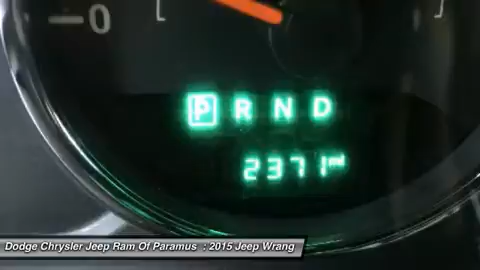 0
P R N D
2371 mi
Dodge Chrysler Jeep Ram Of Paramus : 2015 Jeep Wrang